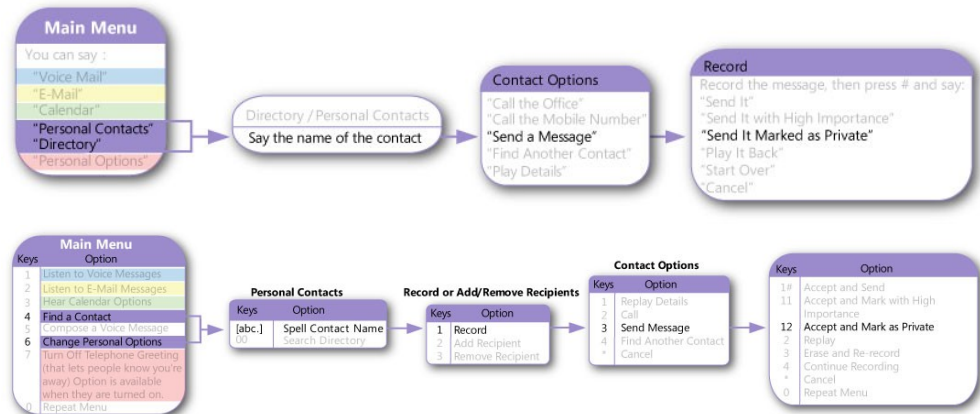 Main Menu
You can say :
"Voice Mail"
"E-Mail"
"Calendar"
"Personal Contacts"
"Directory"
"Personal Options"
Directory / Personal Contacts
Say the name of the contact
Contact Options
"Call the Office"
"Call the Mobile Number"
"Send a Message"
"Find Another Contact"
"Play Details"
Record
Record the message, then press # and say:
"Send It"
"Send It with High Importance"
"Send It Marked as Private"
"Play It Back"
"Start Over"
"Cancel"
Main Menu
Keys Option
1 Listen to Voice Messages
2 Listen to E-Mail Messages
3 Hear Calendar Options
4 Find a Contact
5 Compose a Voice Message
6 Change Personal Options
7 Turn Off Telephone Greeting
(that lets people know you're
away) Option is available
when they are turned on.
0 Repeat Menu
Personal Contacts
Keys Option
[abc.] Spell Contact Name
00 Search Directory
Record or Add/Remove Recipients
Keys Option
1 Record
2 Add Recipient
3 Remove Recipient
Contact Options
Keys Option
1 Replay Details
2 Call
3 Send Message
4 Find Another Contact
* Cancel
Keys Option
1# Accept and Send
11 Accept and Mark with High
Importance
12 Accept and Mark as Private
2 Replay
3 Erase and Re-record
4 Continue Recording
* Cancel
0 Repeat Menu